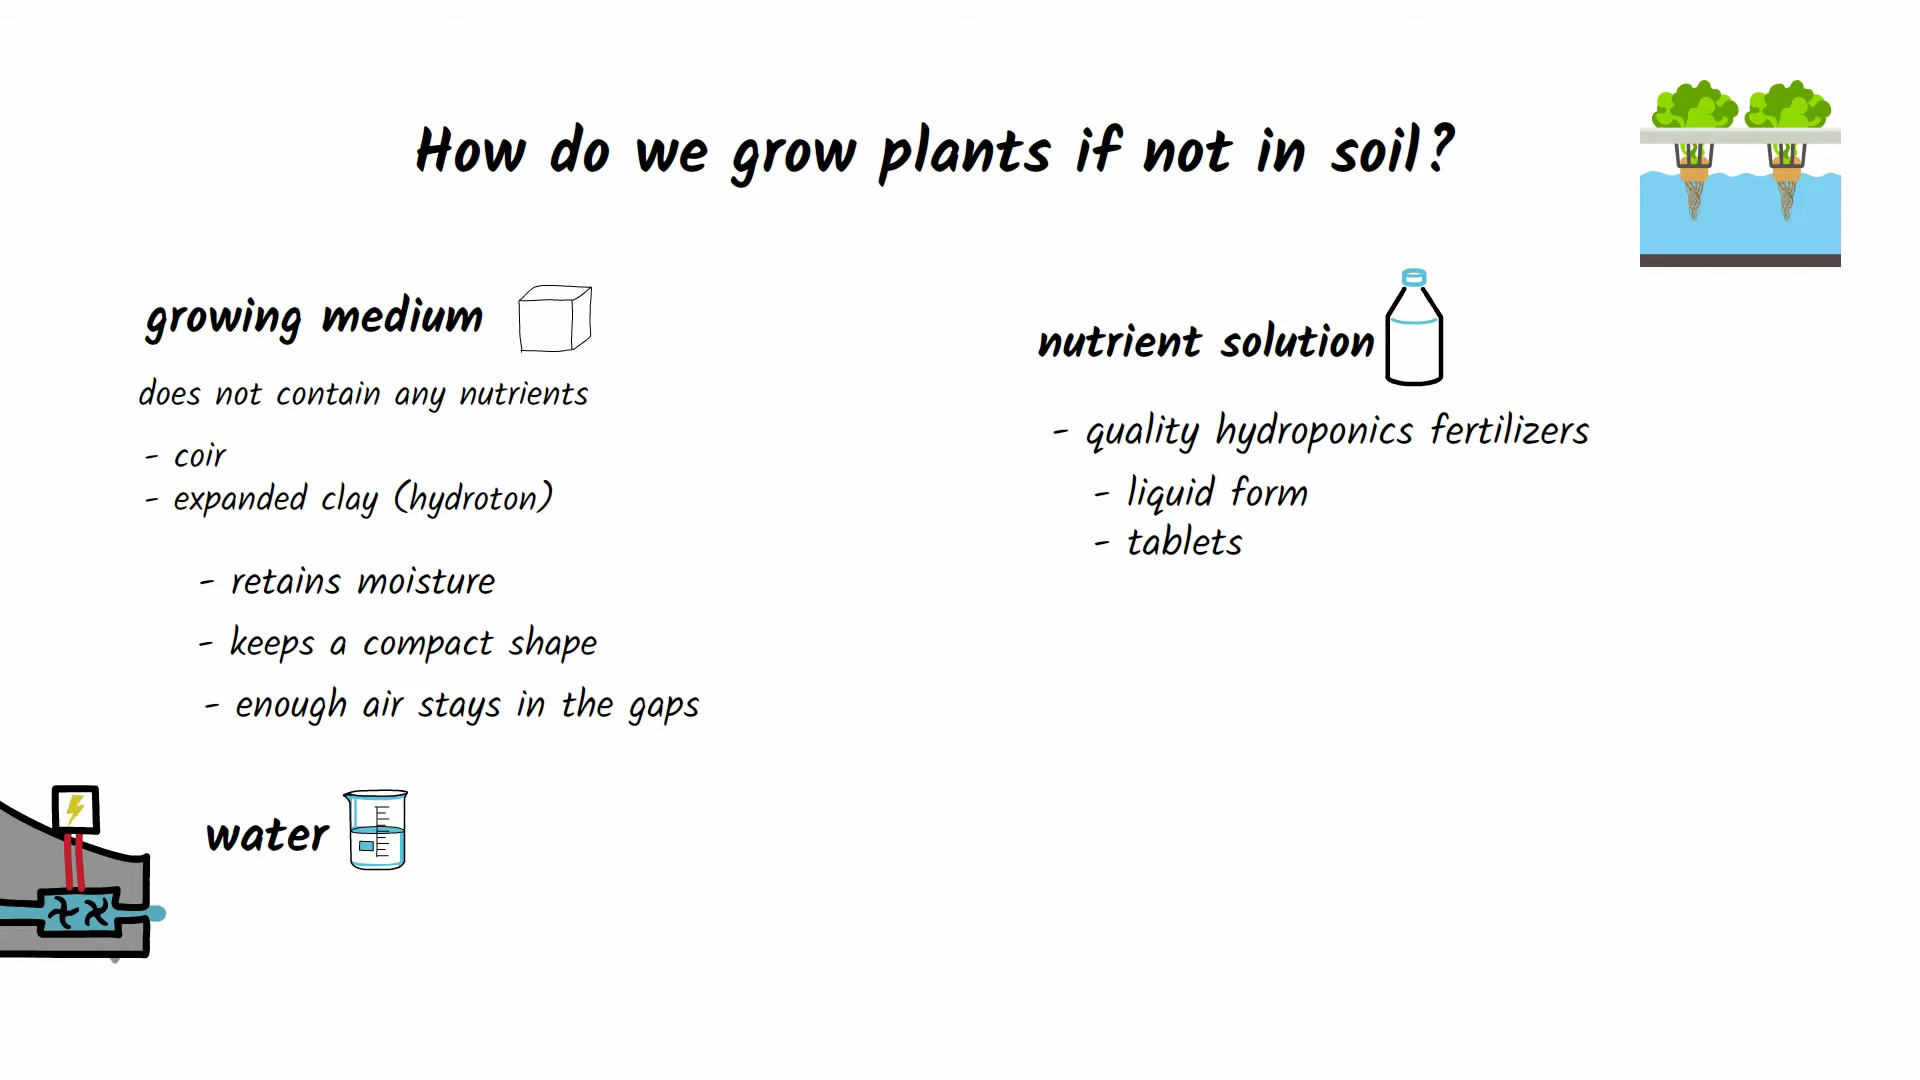 How do we grow plants if not in soil?
growing medium
does not contain any nutrients
- coir
- expanded clay (hydroton)
- retains moisture
- keeps a compact shape
- enough air stays in the gaps
water
nutrient solution
- quality hydroponics fertilizers
- liquid form
- tablets